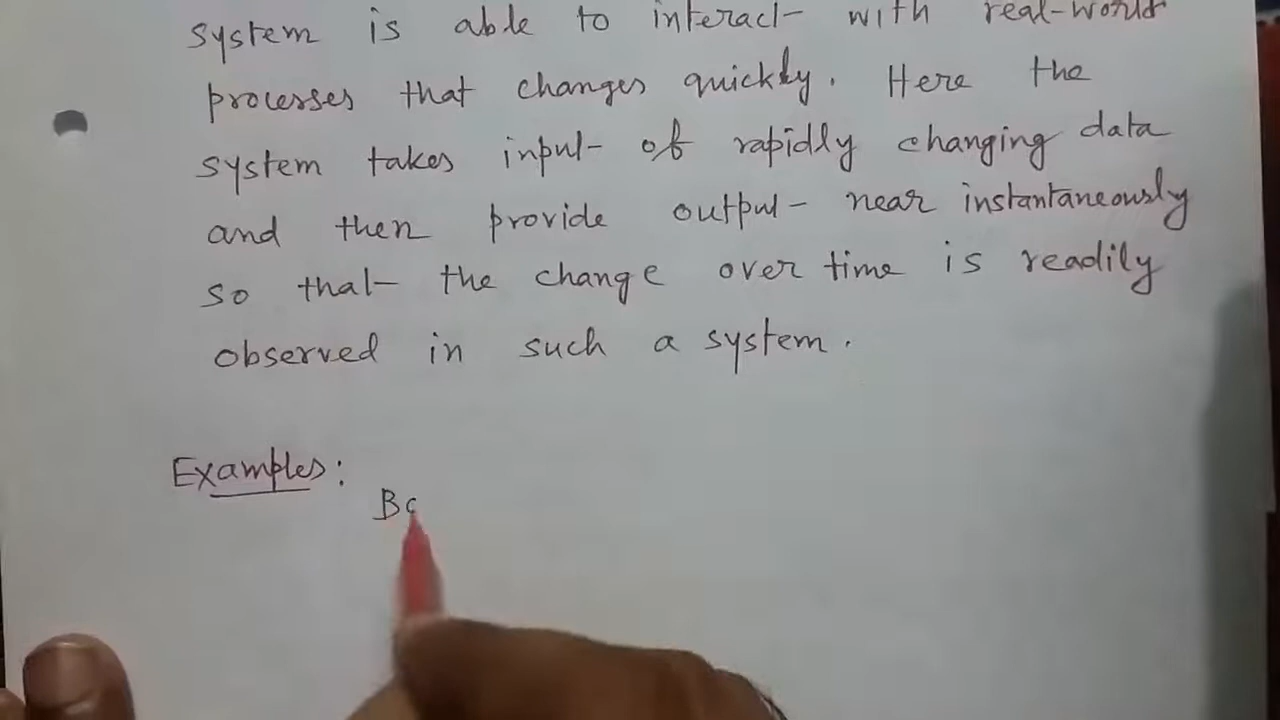 system is able to interact with real-world
processes that changes quickly. Here the
system takes input of rapidly changing data
and then provide output near instantaneously
so that the change over time is readily
observed in such a system.
Examples:
Ba